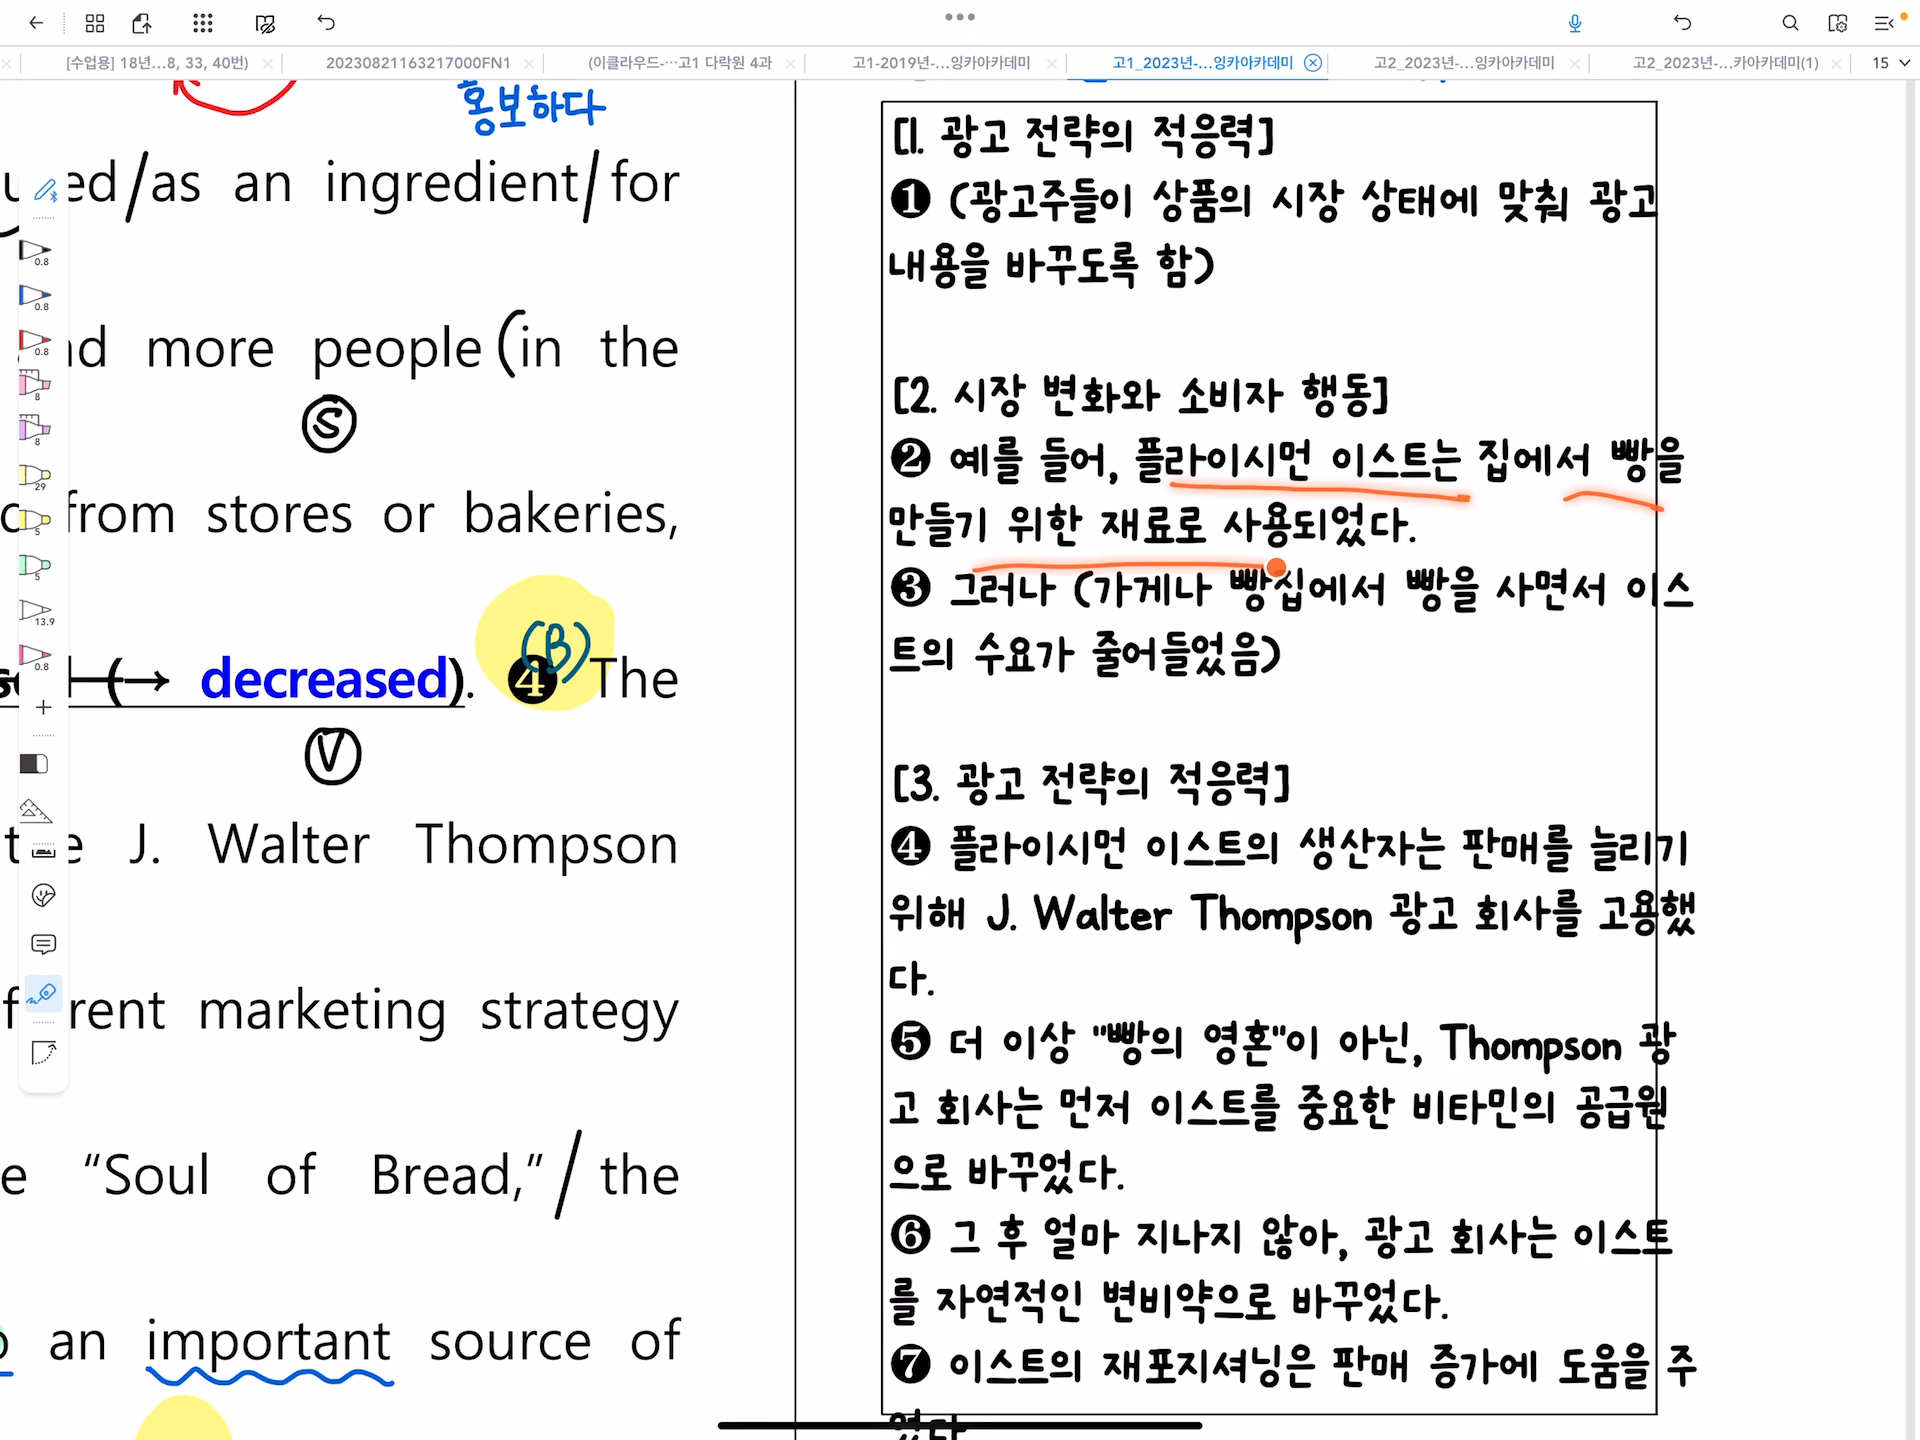 [수업용] 18년...8, 33, 40번)
20230821163217000FN1
(이클라우드-...고1 다락원 4과
고1-2019년-...잉카아카데미
고1_2023년-...잉카아카데미
고2_2023년-...잉카아카데미
고2_2023년-...카아카데미(1)
15
홍보하다
ed/as an ingredient/for
more people (in the
S
from stores or bakeries,
(B)
(→ decreased). ❹ The
V
J. Walter Thompson
rent marketing strategy
"Soul of Bread,"/ the
an important source of
0.8
0.8
0.8
8
8
29
5
5
13.9
0.8
[1. 광고 전략의 적응력]
❶ (광고주들이 상품의 시장 상태에 맞춰 광고
내용을 바꾸도록 함)
[2. 시장 변화와 소비자 행동]
❷ 예를 들어, 플라이시먼 이스트는 집에서 빵을
만들기 위한 재료로 사용되었다.
❸ 그러나 (가게나 빵집에서 빵을 사면서 이스
트의 수요가 줄어들었음)
[3. 광고 전략의 적응력]
❹ 플라이시먼 이스트의 생산자는 판매를 늘리기
위해 J. Walter Thompson 광고 회사를 고용했
다.
❺ 더 이상 "빵의 영혼"이 아닌, Thompson 광
고 회사는 먼저 이스트를 중요한 비타민의 공급원
으로 바꾸었다.
❻ 그 후 얼마 지나지 않아, 광고 회사는 이스트
를 자연적인 변비약으로 바꾸었다.
❼ 이스트의 재포지셔닝은 판매 증가에 도움을 주
었다